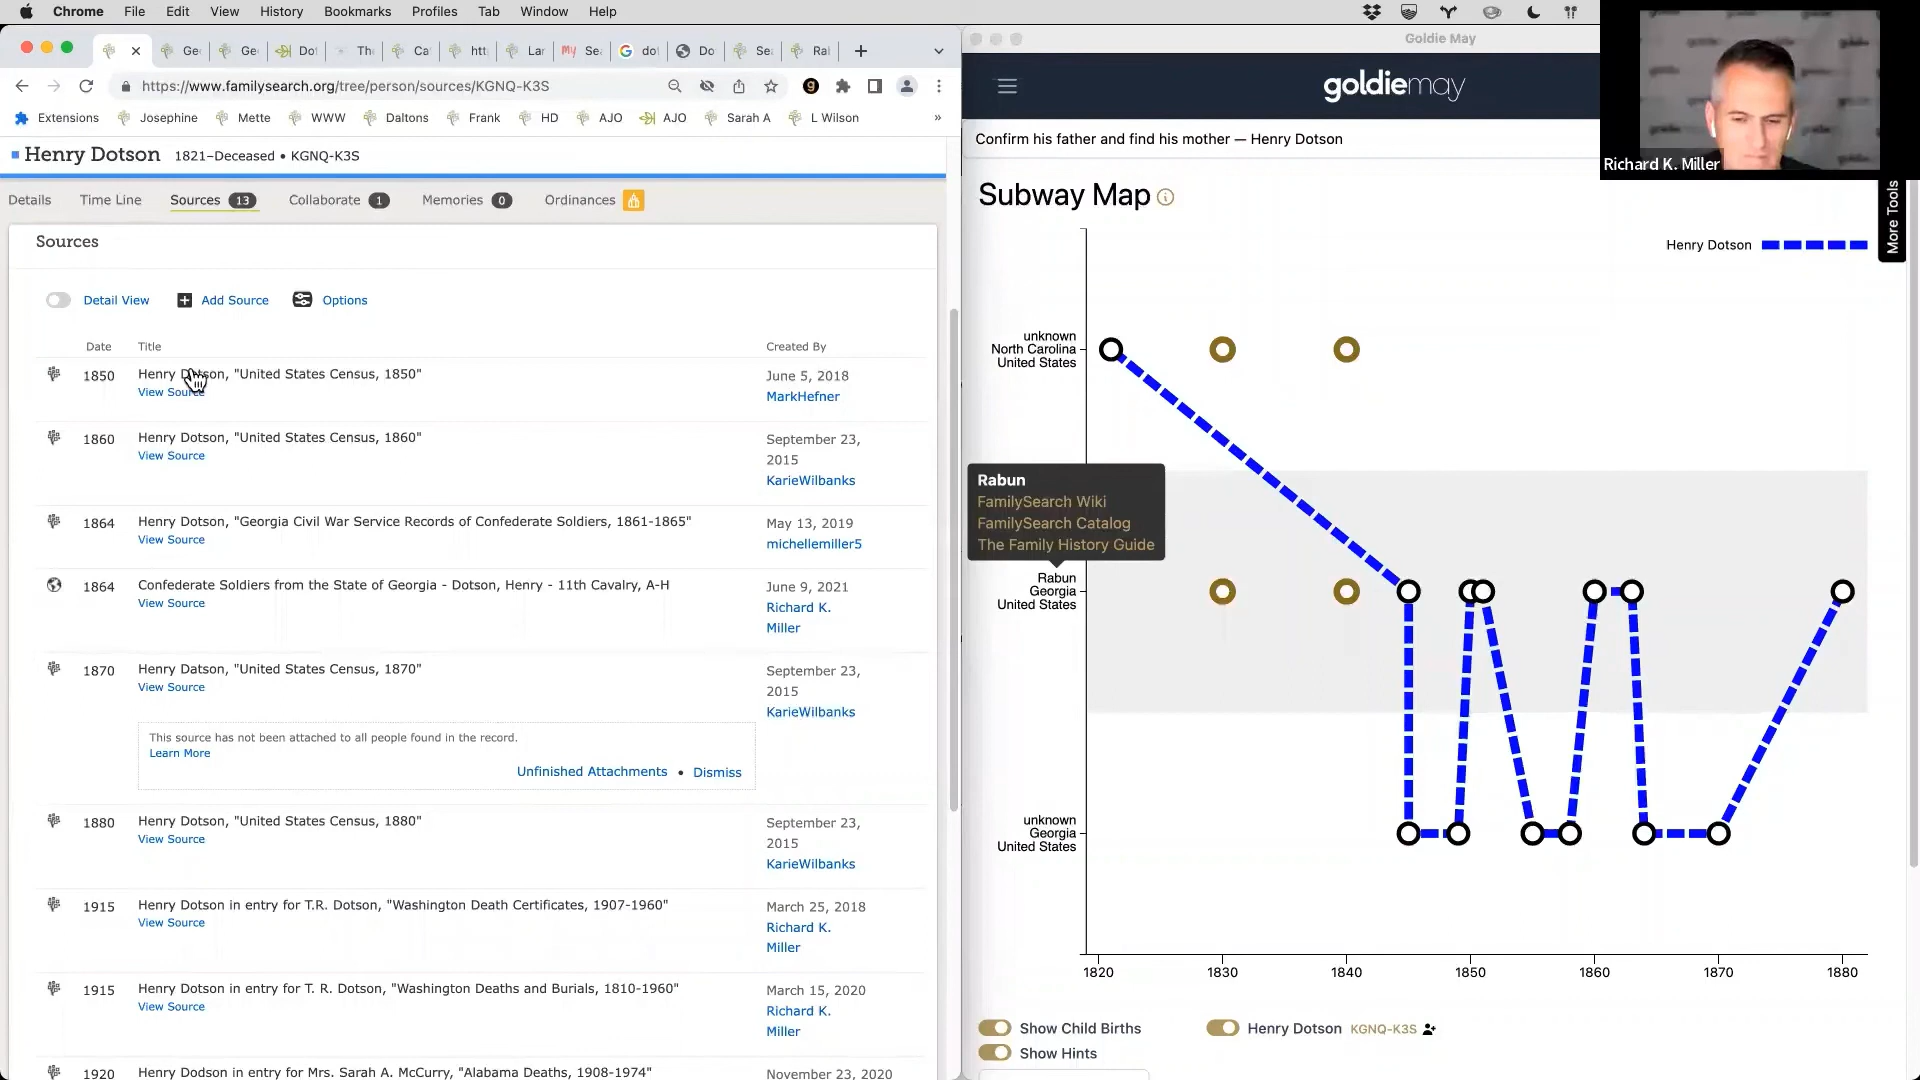 Chrome File Edit View History Bookmarks Profiles Tab Window Help
Ge Ge Do Th Ca htt Lar My Se do Do Se Ral
https://www.familysearch.org/tree/person/sources/KGNQ-K3S
Extensions Josephine Mette WWW Daltons Frank HD AJO AJO Sarah A L Wilson »
Henry Dotson 1821–Deceased • KGNQ-K3S
Details Time Line Sources 13 Collaborate 1 Memories 0 Ordinances
Sources
Detail View Add Source Options
Date Title Created By
1850 Henry Dotson, "United States Census, 1850" June 5, 2018
View Source MarkHefner
1860 Henry Dotson, "United States Census, 1860" September 23,
View Source 2015
KarieWilbanks
1864 Henry Dotson, "Georgia Civil War Service Records of Confederate Soldiers, 1861-1865" May 13, 2019
View Source michellemiller5
1864 Confederate Soldiers from the State of Georgia - Dotson, Henry - 11th Cavalry, A-H June 9, 2021
View Source Richard K.
Miller
1870 Henry Datson, "United States Census, 1870" September 23,
View Source 2015
KarieWilbanks
This source has not been attached to all people found in the record.
Learn More
Unfinished Attachments • Dismiss
1880 Henry Dotson, "United States Census, 1880" September 23,
View Source 2015
KarieWilbanks
1915 Henry Dotson in entry for T.R. Dotson, "Washington Death Certificates, 1907-1960" March 25, 2018
View Source Richard K.
Miller
1915 Henry Dotson in entry for T. R. Dotson, "Washington Deaths and Burials, 1810-1960" March 15, 2020
View Source Richard K.
Miller
1920 Henry Dodson in entry for Mrs. Sarah A. McCurry, "Alabama Deaths, 1908-1974" November 23, 2020
Goldie May
goldiemay
Confirm his father and find his mother — Henry Dotson
Richard K. Miller
Subway Map
More Tools
Henry Dotson
unknown
North Carolina
United States
Rabun
FamilySearch Wiki
FamilySearch Catalog
The Family History Guide
Rabun
Georgia
United States
unknown
Georgia
United States
1820 1830 1840 1850 1860 1870 1880
Show Child Births Henry Dotson KGNQ-K3S
Show Hints